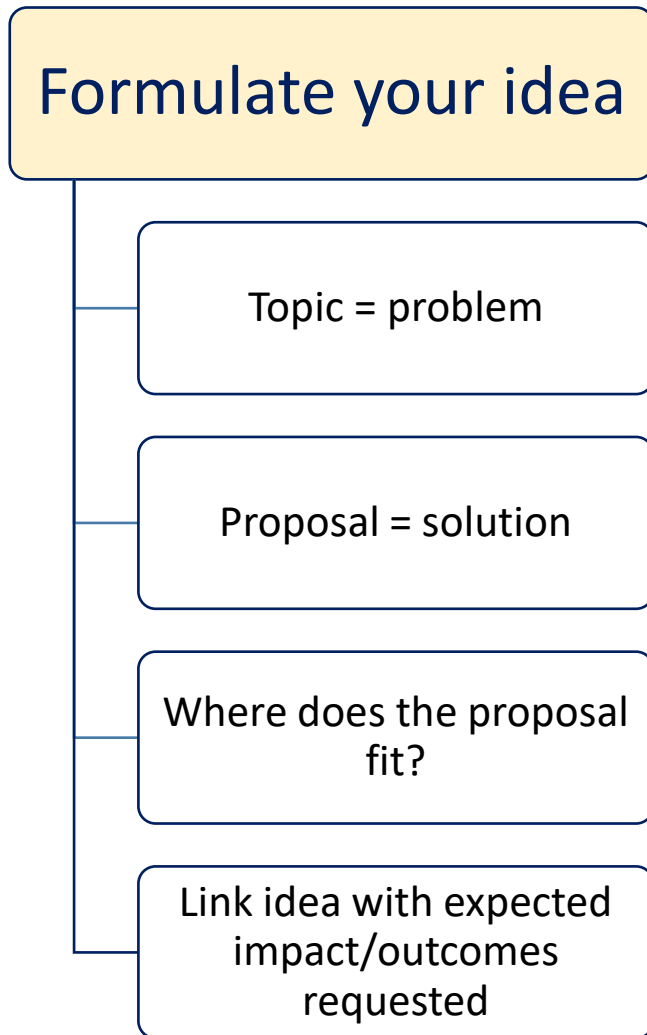 Formulate your idea
Topic = problem
Proposal = solution
Where does the proposal
fit?
Link idea with expected
impact/outcomes
requested